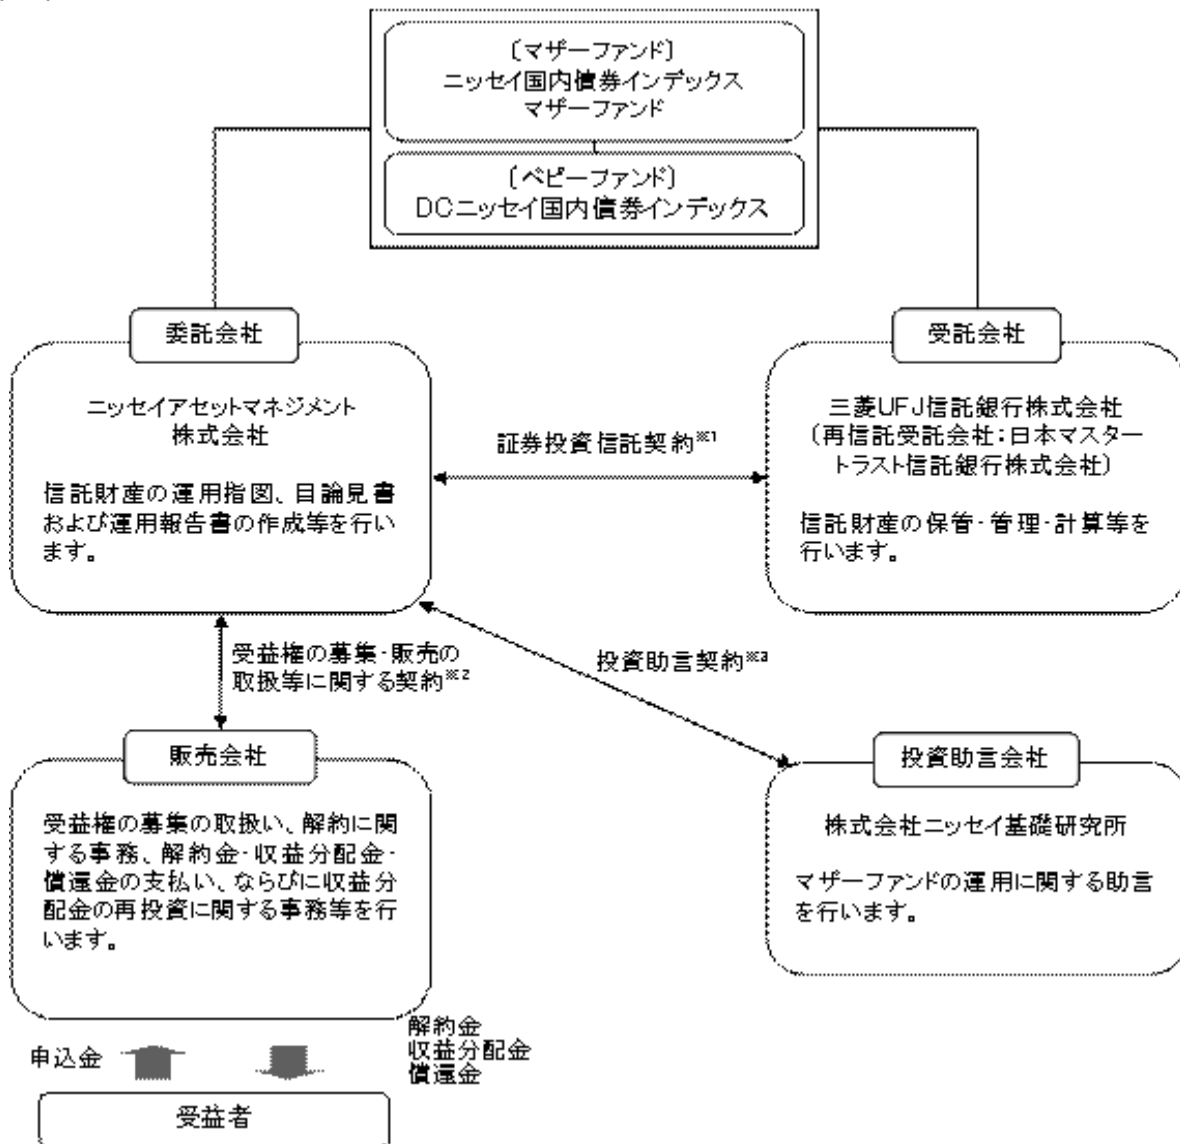 〔マザーファンド〕
ニッセイ国内債券インデックス
マザーファンド
〔ベビーファンド〕
DCニッセイ国内債券インデックス
委託会社
ニッセイアセットマネジメント
株式会社
信託財産の運用指図、目論見書
および運用報告書の作成等を行い
ます。
証券投資信託契約※1
受託会社
三菱UFJ信託銀行株式会社
〔再信託受託会社：日本マスター
トラスト信託銀行株式会社〕
信託財産の保管・管理・計算等を
行います。
受益権の募集・販売の
取扱等に関する契約※2
投資助言契約※3
販売会社
受益権の募集の取扱い、解約に関
する事務、解約金・収益分配金・
償還金の支払い、ならびに収益分
配金の再投資に関する事務等を行
います。
投資助言会社
株式会社ニッセイ基礎研究所
マザーファンドの運用に関する助言
を行います。
申込金
解約金
収益分配金
償還金
受益者